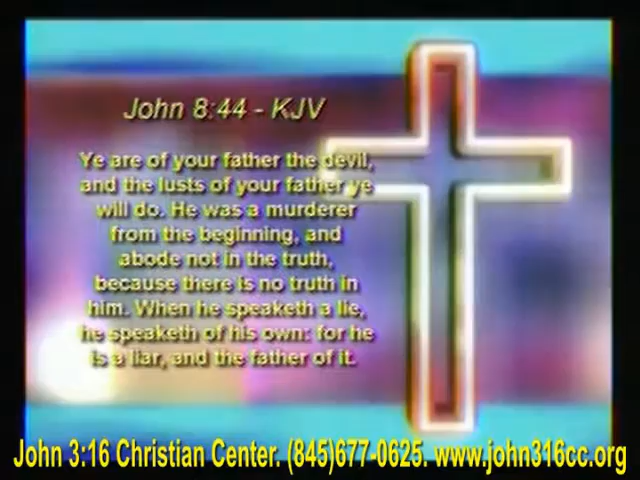 John 8:44 - KJV
Ye are of your father the devil,
and the lusts of your father ye
will do. He was a murderer
from the beginning, and
abode not in the truth,
because there is no truth in
him. When he speaketh a lie,
he speaketh of his own: for he
is a liar, and the father of it.
John 3:16 Christian Center. (845)677-0625. www.john316cc.org